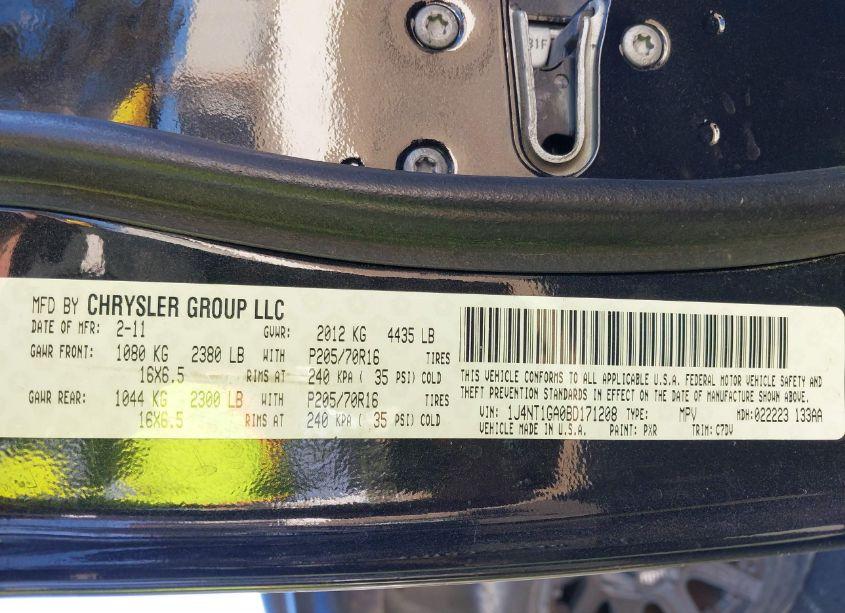 31F
MFD BY CHRYSLER GROUP LLC
DATE OF MFR: 2-11 GVWR: 2012 KG 4435 LB
GAWR FRONT: 1080 KG 2380 LB WITH P205/70R16 TIRES
16X6.5 RIMS AT 240 KPA ( 35 PSI) COLD
GAWR REAR: 1044 KG 2300 LB WITH P205/70R16 TIRES
16X6.5 RIMS AT 240 KPA ( 35 PSI) COLD
THIS VEHICLE CONFORMS TO ALL APPLICABLE U.S.A. FEDERAL MOTOR VEHICLE SAFETY AND
THEFT PREVENTION STANDARDS IN EFFECT ON THE DATE OF MANUFACTURE SHOWN ABOVE.
VIN: 1J4NT1GA0BD171208 TYPE: MPV MDH:022223 133AA
VEHICLE MADE IN U.S.A. PAINT: PXR TRIM: C7DV